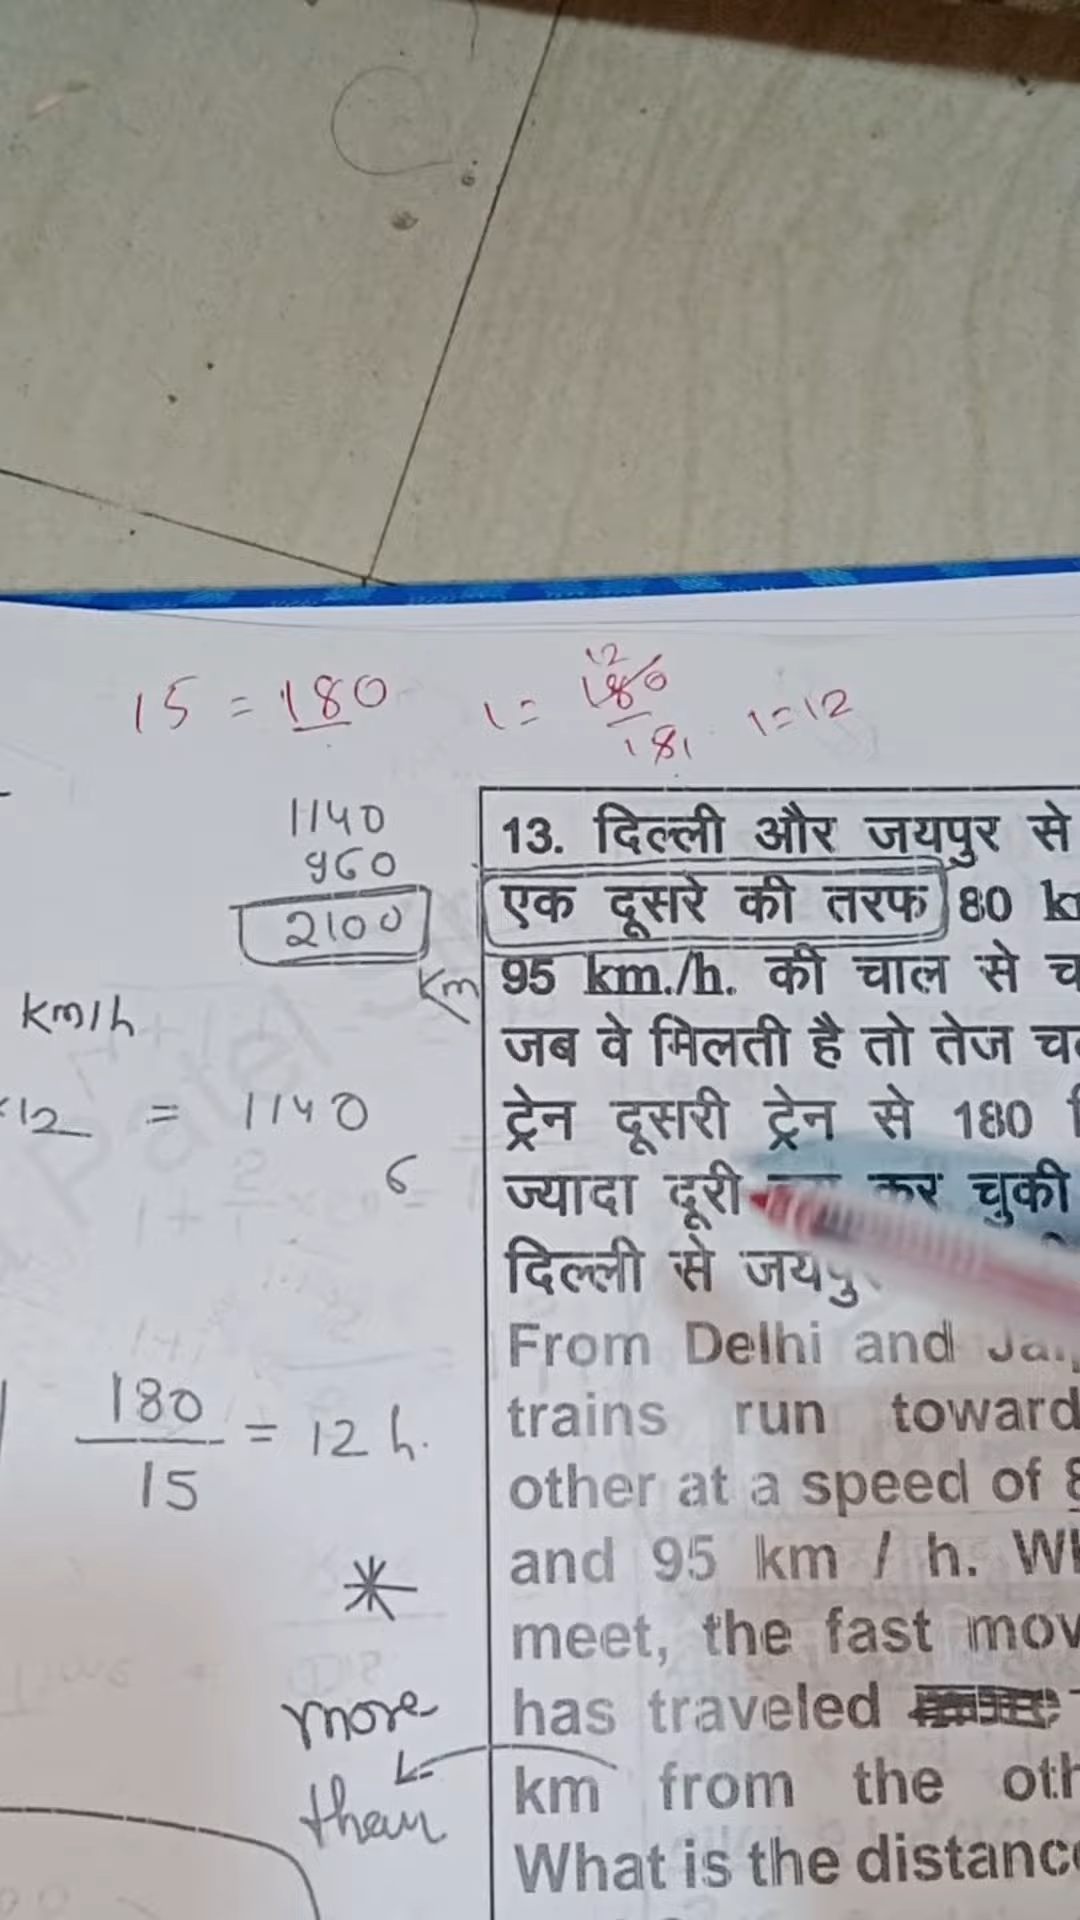 15 = 180 1 = 180 1 = 12
12
1140
960
2100
km
km/h
12 = 1140
6
180
15
= 12 h.
more
than
13. दिल्ली और जयपुर से
एक दूसरे की तरफ 80
95 km./h. की चाल से
जब वे मिलती है तो तेज
ट्रेन दूसरी ट्रेन से 180
ज्यादा दूरी कर चुकी
दिल्ली से
From Delhi and
trains run toward
other at a speed of
and 95 km / h.
meet, the fast
has traveled
km from the
What is the distance